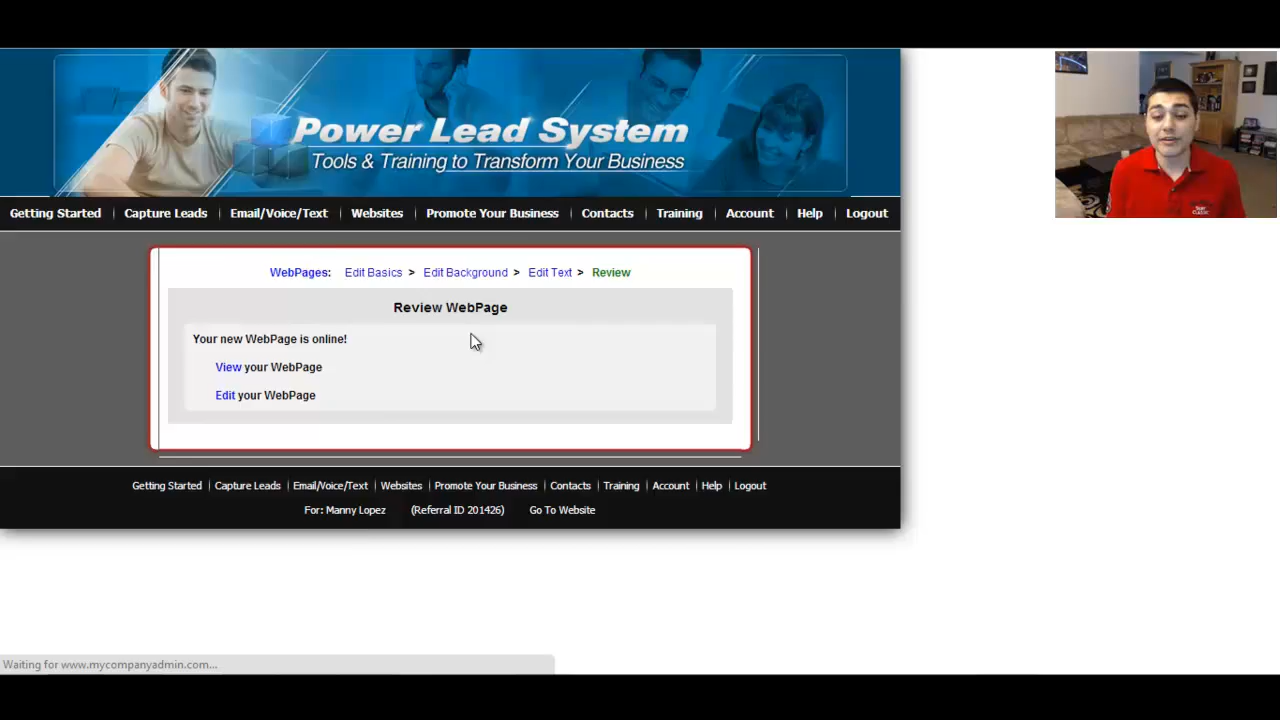 Power Lead System
Tools & Training to Transform Your Business
Getting Started Capture Leads Email/Voice/Text Websites Promote Your Business Contacts Training Account Help Logout
WebPages: Edit Basics > Edit Background > Edit Text > Review
Review WebPage
Your new WebPage is online!
View your WebPage
Edit your WebPage
Getting Started Capture Leads Email/Voice/Text Websites Promote Your Business Contacts Training Account Help Logout
For: Manny Lopez (Referral ID 201426) Go To Website
Waiting for www.mycompanyadmin.com...